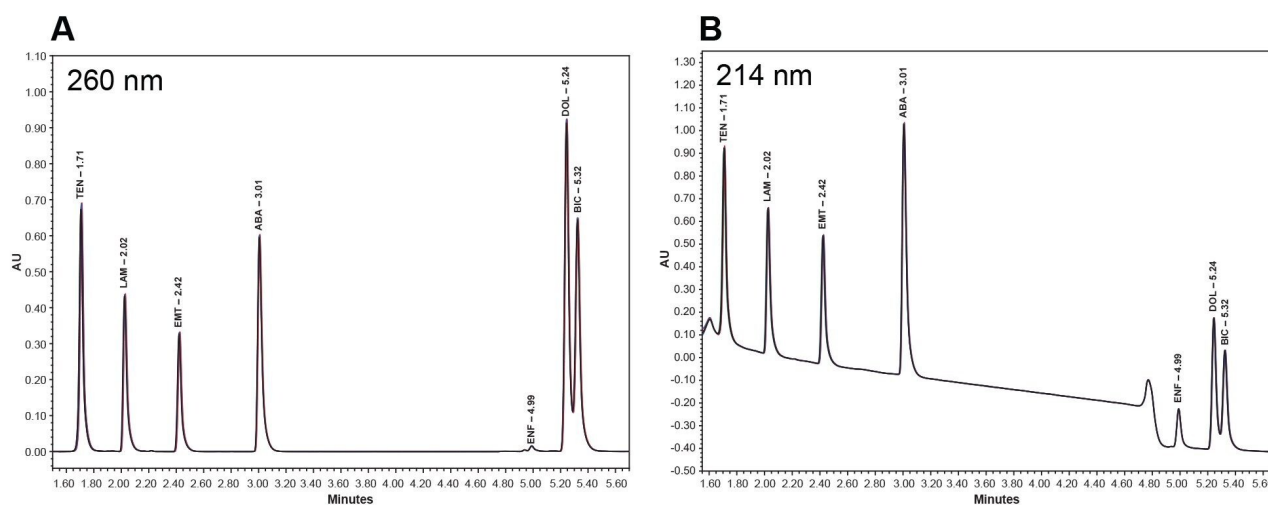 A
260 nm
1.10
1.00
0.90
0.80
0.70
0.60
0.50
0.40
0.30
0.20
0.10
0.00
AU
TEN – 1.71
LAM – 2.02
EMT – 2.42
ABA – 3.01
ENF – 4.99
DOL – 5.24
BIC – 5.32
1.60 1.80 2.00 2.20 2.40 2.60 2.80 3.00 3.20 3.40 3.60 3.80 4.00 4.20 4.40 4.60 4.80 5.00 5.20 5.40 5.60
Minutes
B
214 nm
1.30
1.20
1.10
1.00
0.90
0.80
0.70
0.60
0.50
0.40
0.30
0.20
0.10
0.00
-0.10
-0.20
-0.30
-0.40
-0.50
AU
TEN – 1.71
LAM – 2.02
EMT – 2.42
ABA – 3.01
ENF – 4.99
DOL – 5.24
BIC – 5.32
1.60 1.80 2.00 2.20 2.40 2.60 2.80 3.00 3.20 3.40 3.60 3.80 4.00 4.20 4.40 4.60 4.80 5.00 5.20 5.40 5.60
Minutes